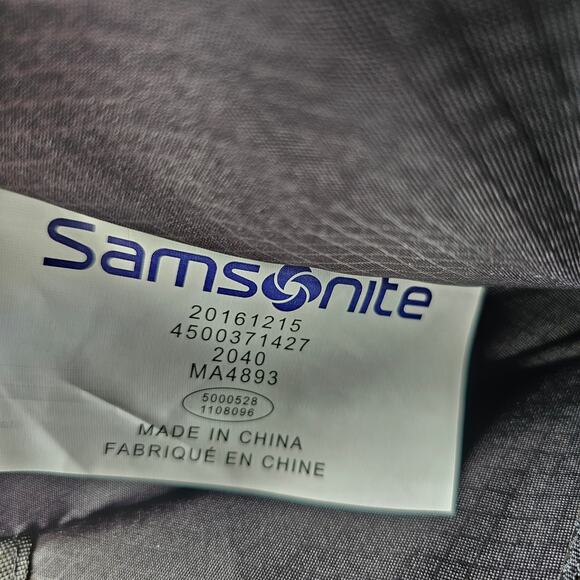 Samsonite
20161215
4500371427
2040
MA4893
5000528
1108096
MADE IN CHINA
FABRIQUÉ EN CHINE